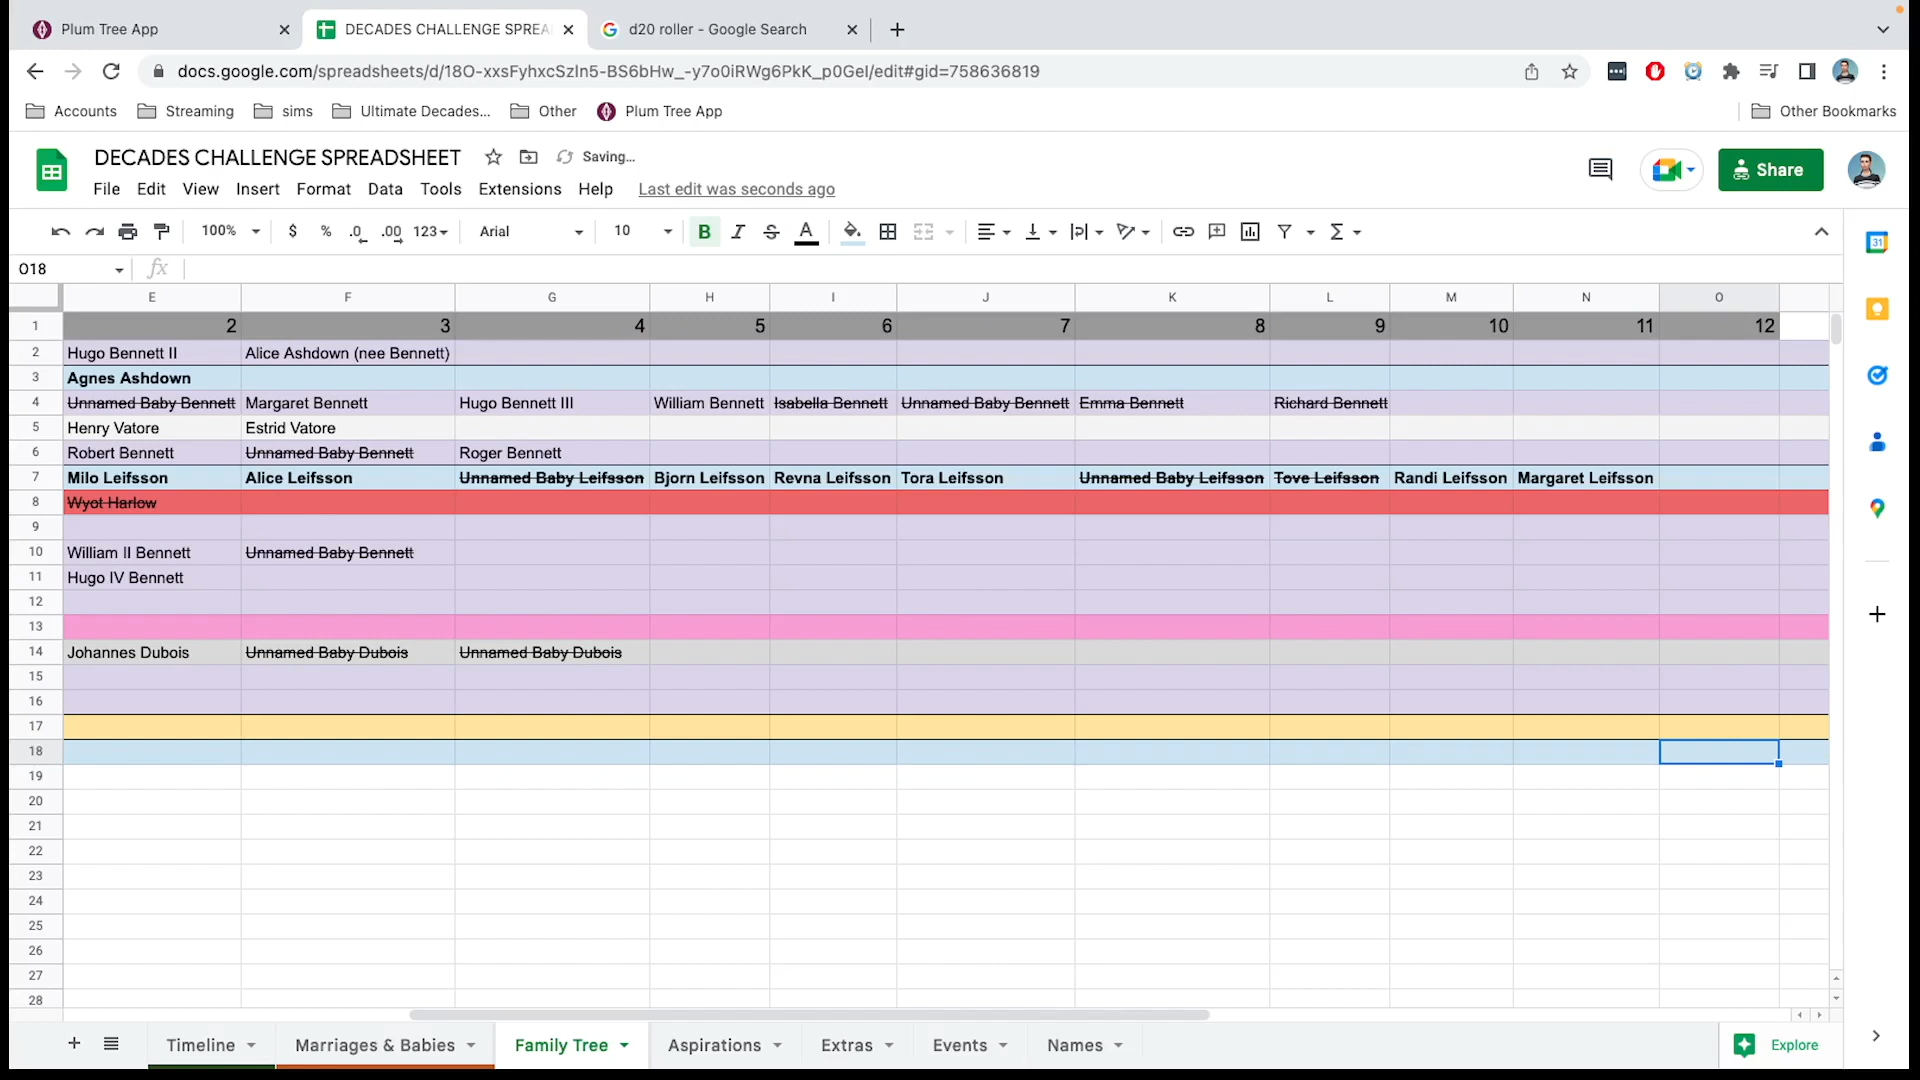 Plum Tree App
DECADES CHALLENGE SPREA
d20 roller - Google Search
docs.google.com/spreadsheets/d/18O-xxsFyhxcSzIn5-BS6bHw_-y7o0iRWg6PkK_p0GeI/edit#gid=758636819
Accounts Streaming sims Ultimate Decades... Other Plum Tree App Other Bookmarks
DECADES CHALLENGE SPREADSHEET Saving...
File Edit View Insert Format Data Tools Extensions Help Last edit was seconds ago
Share
100% $ % .0 .00 123 Arial 10 B I S A
31
O18 fx
E F G H I J K L M N O
1 2 3 4 5 6 7 8 9 10 11 12
2 Hugo Bennett II Alice Ashdown (nee Bennett)
3 Agnes Ashdown
4 Unnamed Baby Bennett Margaret Bennett Hugo Bennett III William Bennett Isabella Bennett Unnamed Baby Bennett Emma Bennett Richard Bennett
5 Henry Vatore Estrid Vatore
6 Robert Bennett Unnamed Baby Bennett Roger Bennett
7 Milo Leifsson Alice Leifsson Unnamed Baby Leifsson Bjorn Leifsson Revna Leifsson Tora Leifsson Unnamed Baby Leifsson Tove Leifsson Randi Leifsson Margaret Leifsson
8 Wyot Harlow
9
10 William II Bennett Unnamed Baby Bennett
11 Hugo IV Bennett
12
13
14 Johannes Dubois Unnamed Baby Dubois Unnamed Baby Dubois
15
16
17
18
19
20
21
22
23
24
25
26
27
28
Timeline Marriages & Babies Family Tree Aspirations Extras Events Names Explore